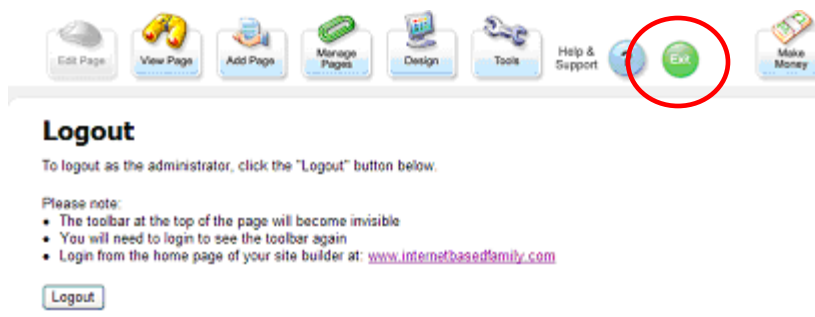 Edit Page
View Page
Add Page
Manage
Pages
Design
Tools
Help &
Support
?
Exit
Make
Money
Logout
To logout as the administrator, click the "Logout" button below.
Please note:
• The toolbar at the top of the page will become invisible
• You will need to login to see the toolbar again
• Login from the home page of your site builder at: www.internetbasedfamily.com
Logout